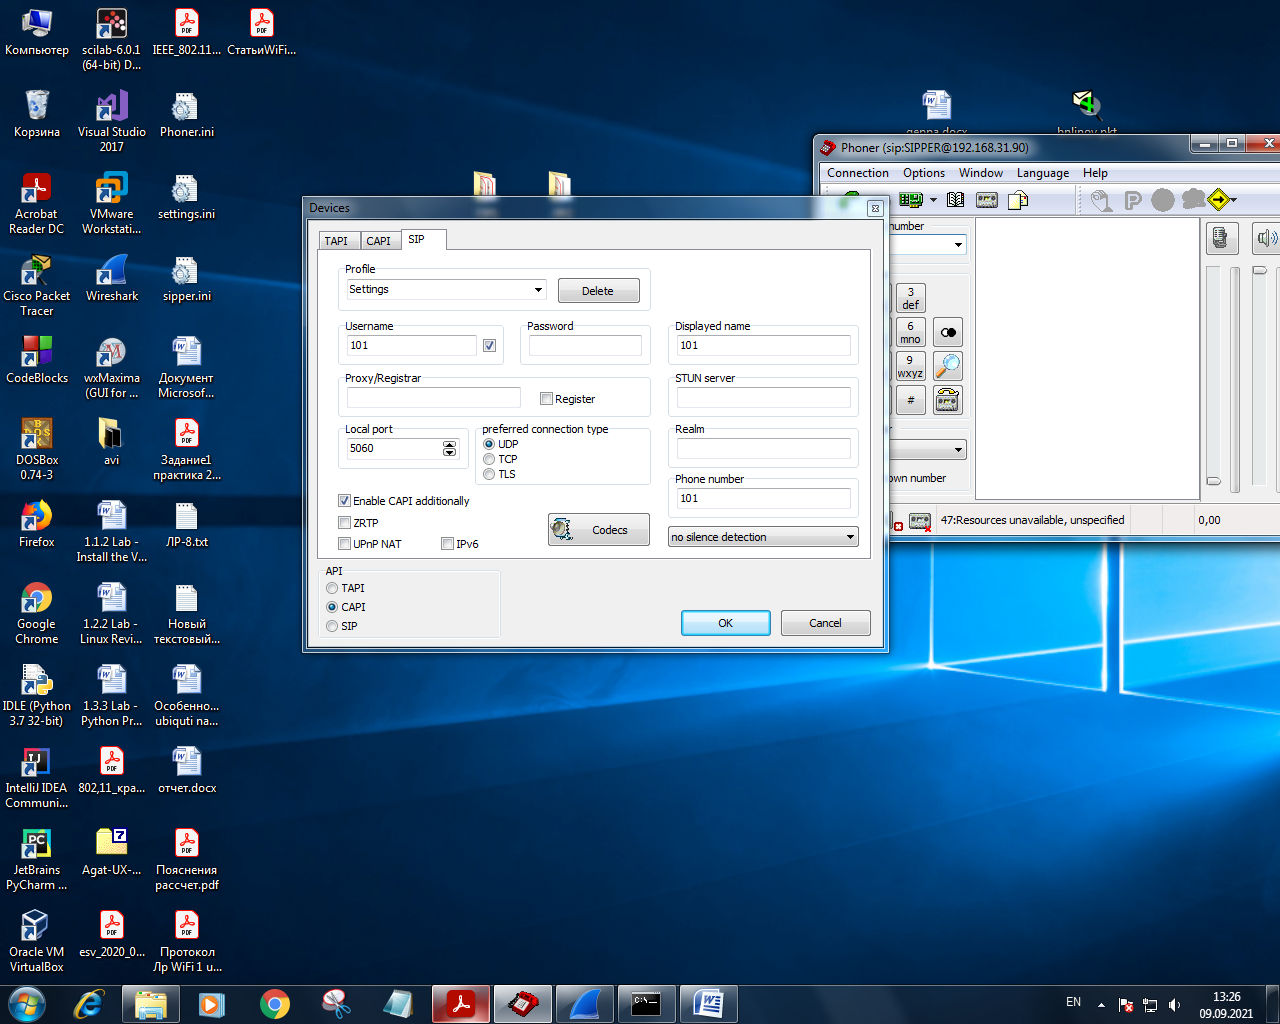 Компьютер
scilab-6.0.1
(64-bit) D...
IEEE_802.11...
СтатьиWiFi...
Корзина
Visual Studio
2017
Phoner.ini
Acrobat
Reader DC
VMware
Workstati...
settings.ini
Cisco Packet
Tracer
Wireshark
sipper.ini
CodeBlocks
wxMaxima
(GUI for ...
Документ
Microsof...
DOSBox
0.74-3
avi
Задание1
практика 2...
Firefox
1.1.2 Lab -
Install the V...
ЛР-8.txt
Google
Chrome
1.2.2 Lab -
Linux Revi...
Новый
текстовый...
IDLE (Python
3.7 32-bit)
1.3.3 Lab -
Python Pr...
Особенно...
ubiquti na...
IntelliJ IDEA
Communi...
802,11_кра...
отчет.docx
JetBrains
PyCharm ...
Agat-UX-...
Пояснения
рассчет.pdf
Oracle VM
VirtualBox
esv_2020_0...
Протокол
Лр WiFi 1 u...
Phoner (sip:SIPPER@192.168.31.90)
Connection Options Window Language Help
number
3
def
6
mno
9
wxyz
#
own number
47:Resources unavailable, unspecified
0,00
Devices
TAPI CAPI SIP
Profile
Settings
Delete
Username
101
Password
Displayed name
101
Proxy/Registrar
Register
STUN server
Local port
5060
preferred connection type
UDP
TCP
TLS
Realm
Phone number
101
Enable CAPI additionally
ZRTP
UPnP NAT
IPv6
Codecs
no silence detection
API
TAPI
CAPI
SIP
OK
Cancel
EN
13:26
09.09.2021